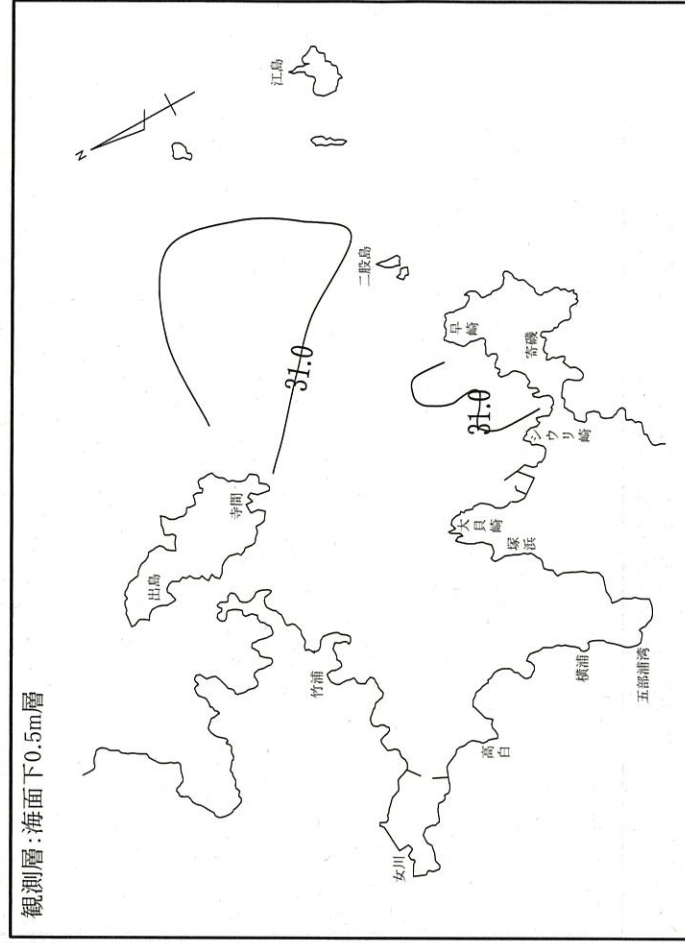 観測層：海面下0.5m層
N
江島
出島
寺間
31.0
二股島
竹浦
早崎
寄磯
31.0
シウリ崎
大貝崎
塚浜
女川
高白
横浦
五部浦湾